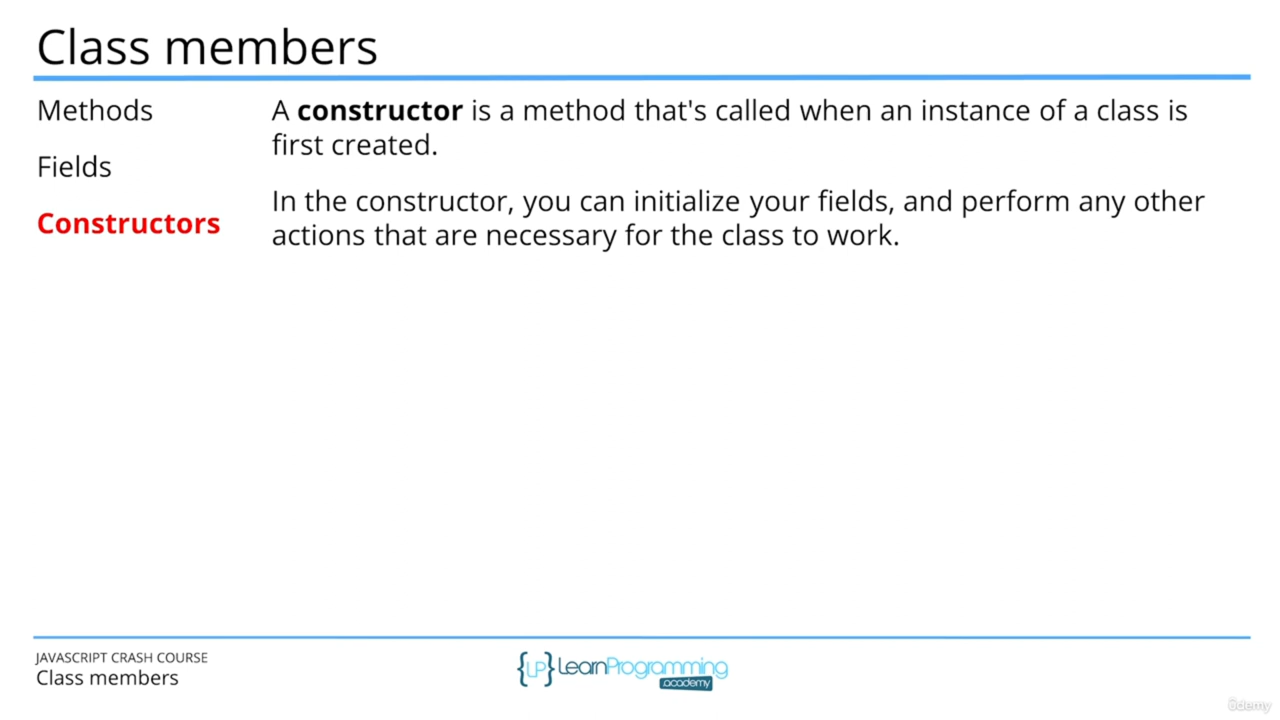 Class members
Methods
Fields
Constructors
A constructor is a method that's called when an instance of a class is
first created.
In the constructor, you can initialize your fields, and perform any other
actions that are necessary for the class to work.
JAVASCRIPT CRASH COURSE
Class members
{LP} LearnProgramming
.academy
ûdemy